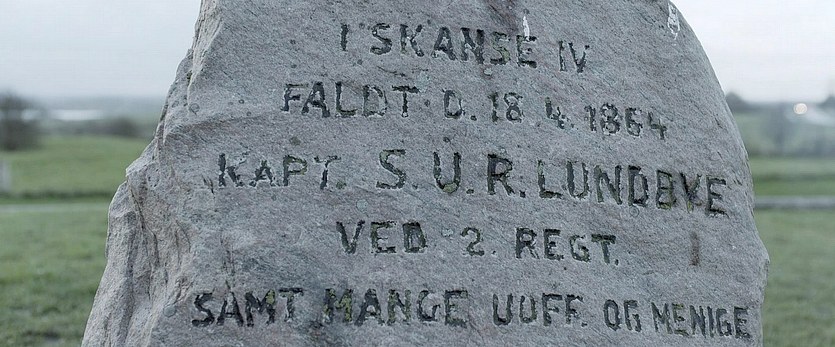 I SKANSE IV
FALDT D. 18.4.1864
KAPT. S.U.R. LUNDBYE
VED 2. REGT.
SAMT MANGE UOFF. OG MENIGE